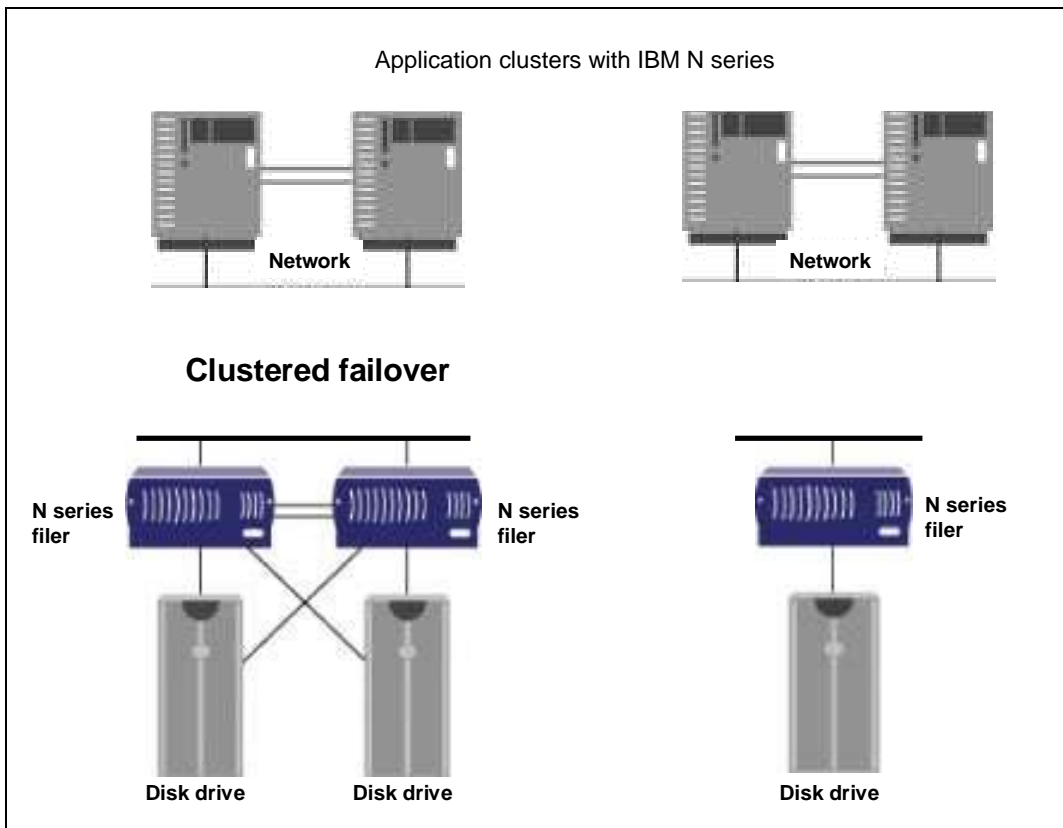 Application clusters with IBM N series
Network
Network
Clustered failover
N series
filer
N series
filer
N series
filer
Disk drive
Disk drive
Disk drive